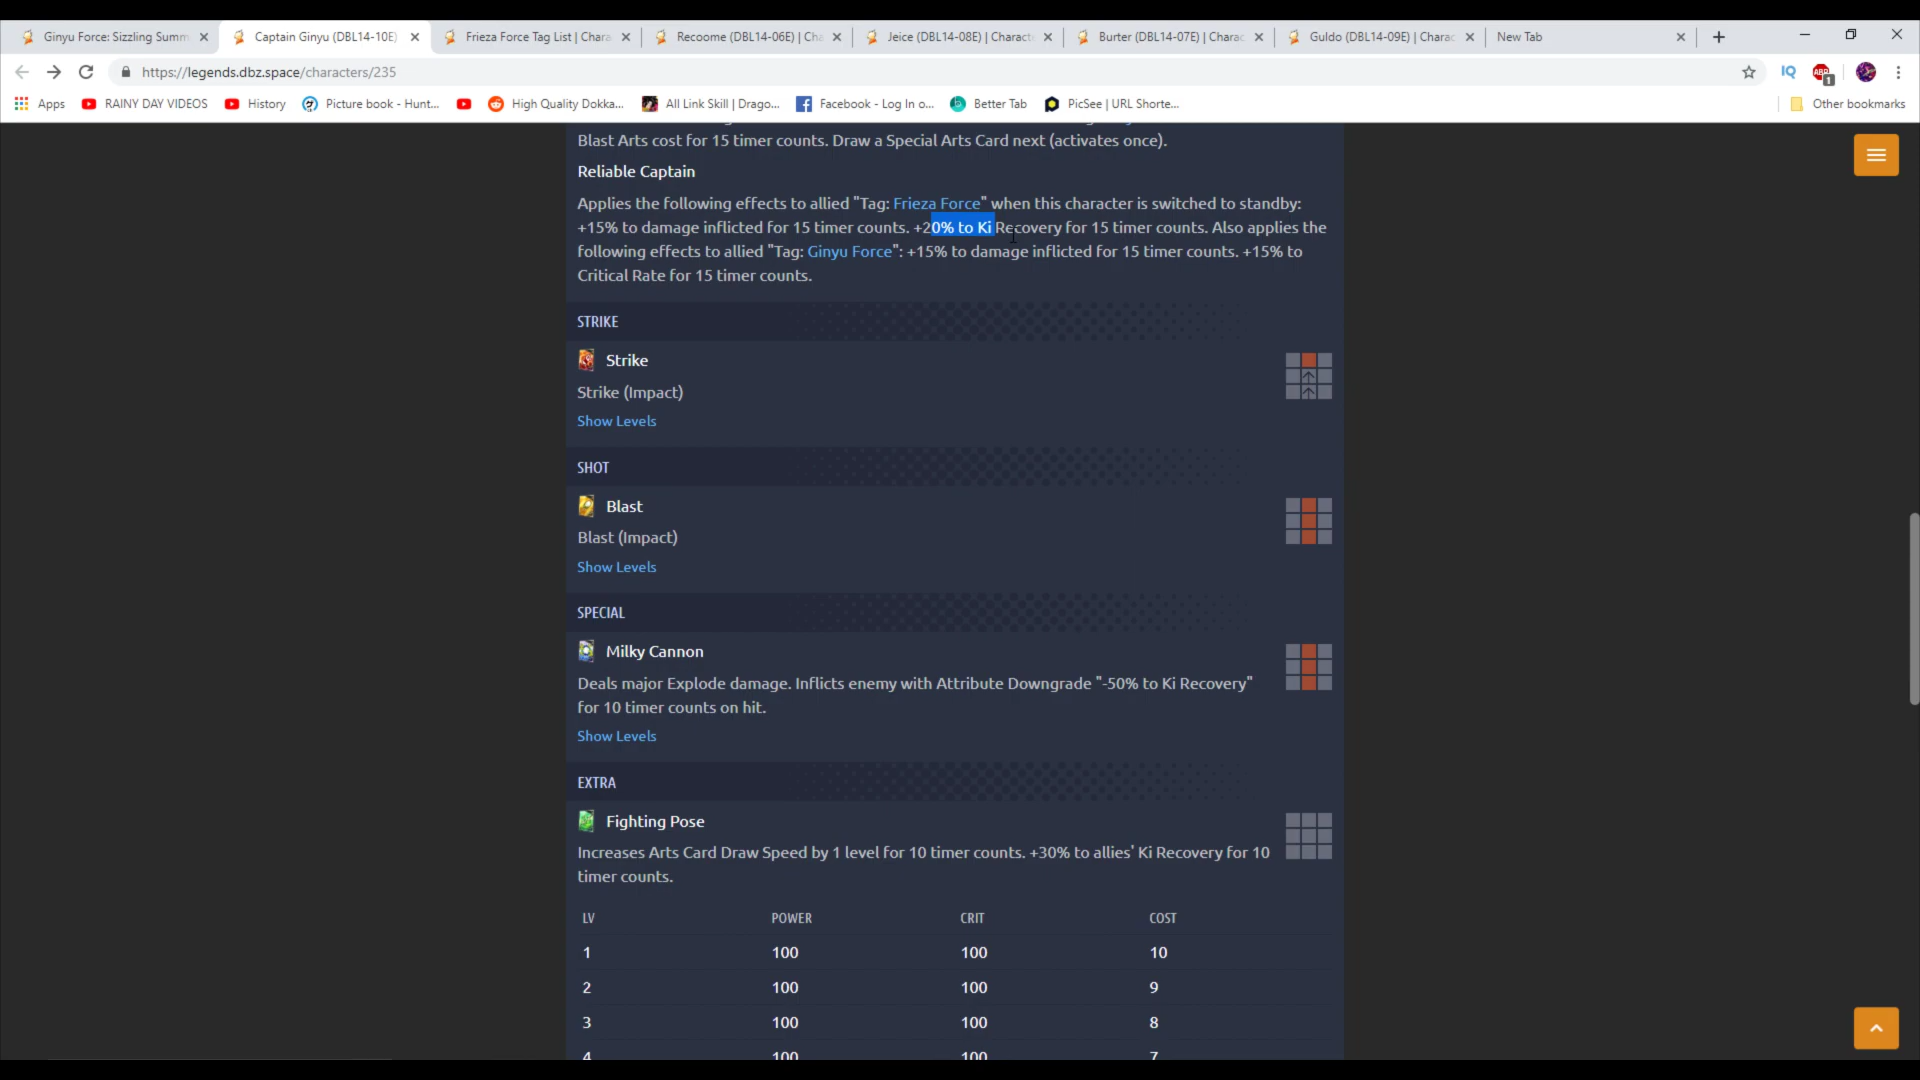 Ginyu Force: Sizzling Summ
Captain Ginyu (DBL14-10E)
Frieza Force Tag List | Chara
Recoome (DBL14-06E) | Cha
Jeice (DBL14-08E) | Characte
Burter (DBL14-07E) | Charac
Guldo (DBL14-09E) | Charac
New Tab
https://legends.dbz.space/characters/235
IQ
ABP
1
Apps
RAINY DAY VIDEOS
History
Picture book - Hunt...
High Quality Dokka...
All Link Skill | Drago...
Facebook - Log In o...
Better Tab
PicSee | URL Shorte...
Other bookmarks
Blast Arts cost for 15 timer counts. Draw a Special Arts Card next (activates once).
Reliable Captain
Applies the following effects to allied "Tag: Frieza Force" when this character is switched to standby:
+15% to damage inflicted for 15 timer counts. +20% to Ki Recovery for 15 timer counts. Also applies the
following effects to allied "Tag: Ginyu Force": +15% to damage inflicted for 15 timer counts. +15% to
Critical Rate for 15 timer counts.
STRIKE
Strike
Strike (Impact)
Show Levels
SHOT
Blast
Blast (Impact)
Show Levels
SPECIAL
Milky Cannon
Deals major Explode damage. Inflicts enemy with Attribute Downgrade "-50% to Ki Recovery"
for 10 timer counts on hit.
Show Levels
EXTRA
Fighting Pose
Increases Arts Card Draw Speed by 1 level for 10 timer counts. +30% to allies' Ki Recovery for 10
timer counts.
LV POWER CRIT COST
1 100 100 10
2 100 100 9
3 100 100 8
4 100 100 7